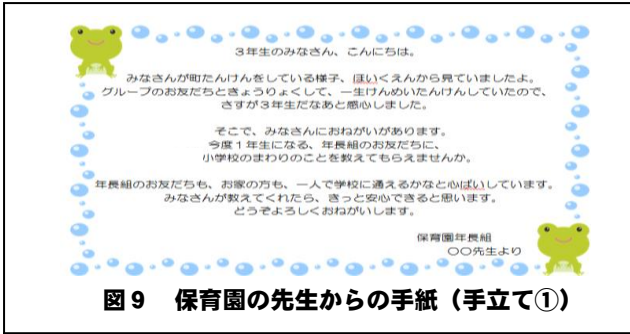 ３年生のみなさん、こんにちは。
みなさんが町たんけんをしている様子、ほいくえんから見ていましたよ。
グループのお友だちときょうりょくして、一生けんめいたんけんしていたので、
さすが３年生だなあと感心しました。
そこで、みなさんにおねがいがあります。
今度１年生になる、年長組のお友だちに、
小学校のまわりのことを教えてもらえませんか。
年長組のお友だちも、お家の方も、一人で学校に通えるかなと心ぱいしています。
みなさんが教えてくれたら、きっと安心できると思います。
どうぞよろしくおねがいします。
保育園年長組
〇〇先生より
図９　保育園の先生からの手紙（手立て①）